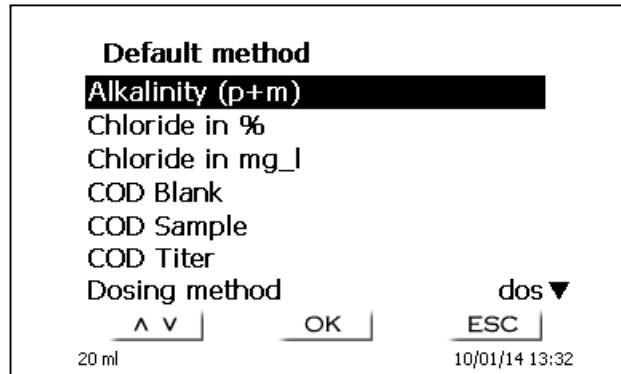 Default method
Alkalinity (p+m)
Chloride in %
Chloride in mg_l
COD Blank
COD Sample
COD Titer
Dosing method dos ▼
∧ ∨ OK ESC
20 ml 10/01/14 13:32